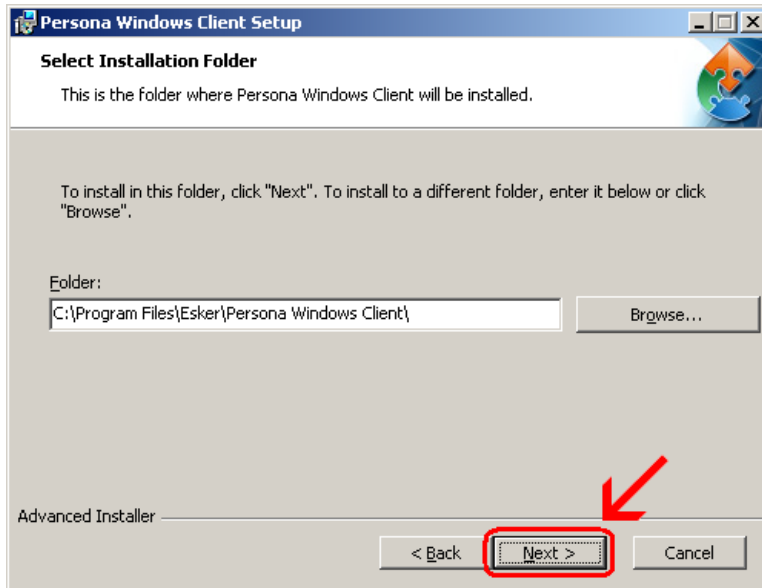 Persona Windows Client Setup
Select Installation Folder
This is the folder where Persona Windows Client will be installed.
To install in this folder, click "Next". To install to a different folder, enter it below or click
"Browse".
Folder:
C:\Program Files\Esker\Persona Windows Client\
Browse...
Advanced Installer
< Back
Next >
Cancel